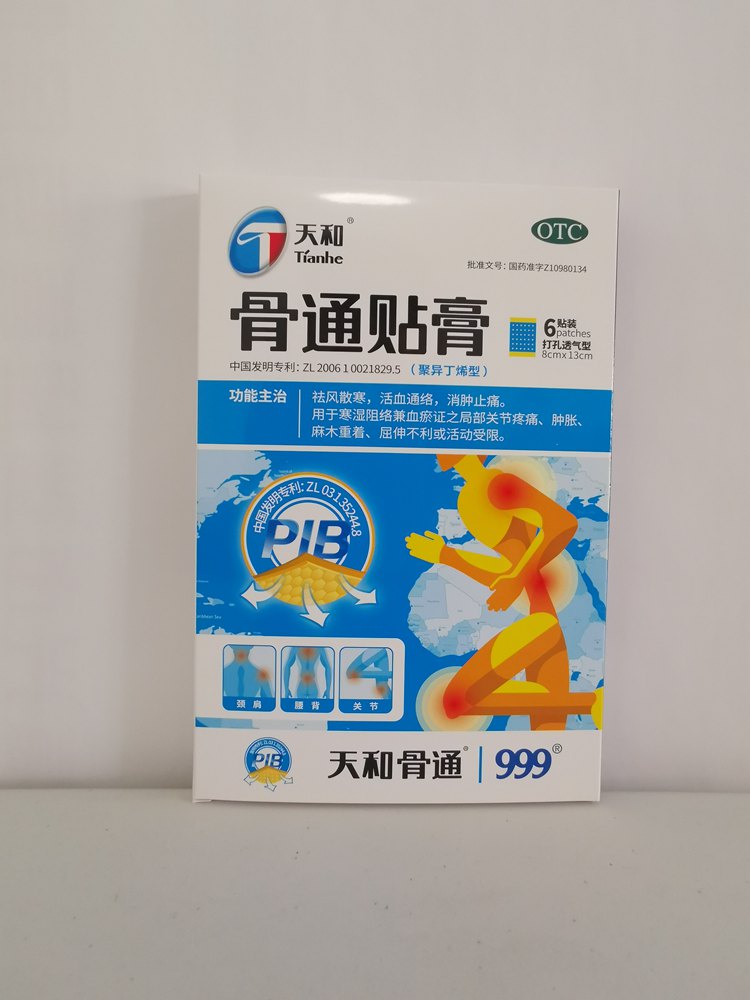 天和®
Tianhe
OTC
批准文号：国药准字Z10980134
骨通贴膏
6贴装
patches
打孔透气型
8cm×13cm
中国发明专利：ZL 2006 1 0021829.5（聚异丁烯型）
功能主治
祛风散寒，活血通络，消肿止痛。
用于寒湿阻络兼血瘀证之局部关节疼痛、肿胀、
麻木重着、屈伸不利或活动受限。
中国发明专利：ZL 03135244.8
PIB
颈肩
腰背
关节
PIB
天和骨通®
999®